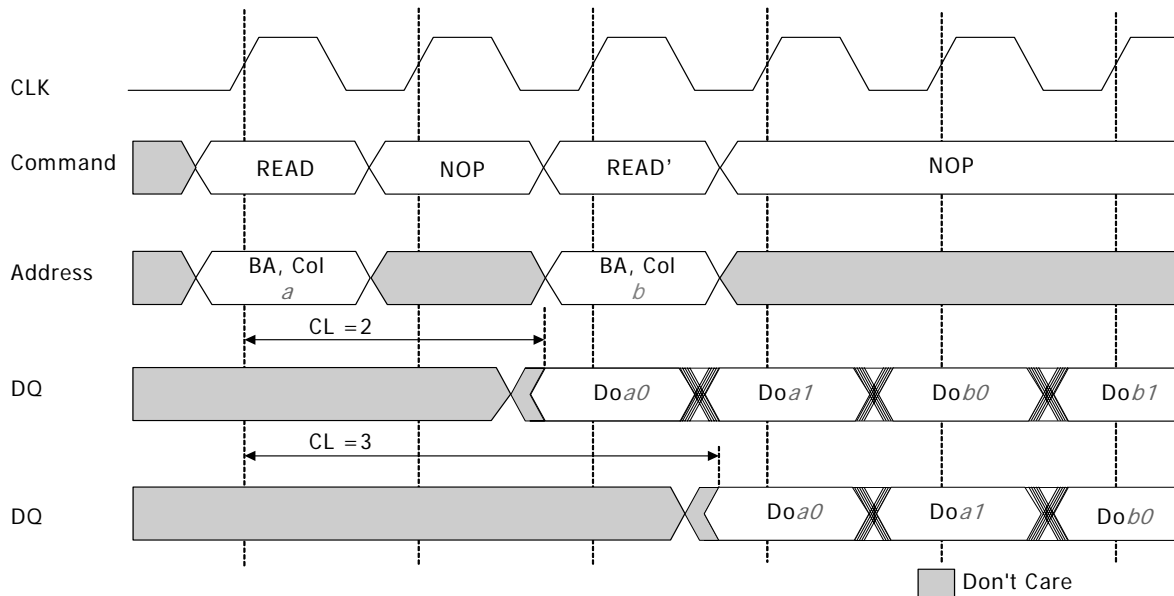 CLK
Command READ NOP READ' NOP
Address BA, Col a BA, Col b
CL =2
DQ Doa0 Doa1 Dob0 Dob1
CL =3
DQ Doa0 Doa1 Dob0
Don't Care